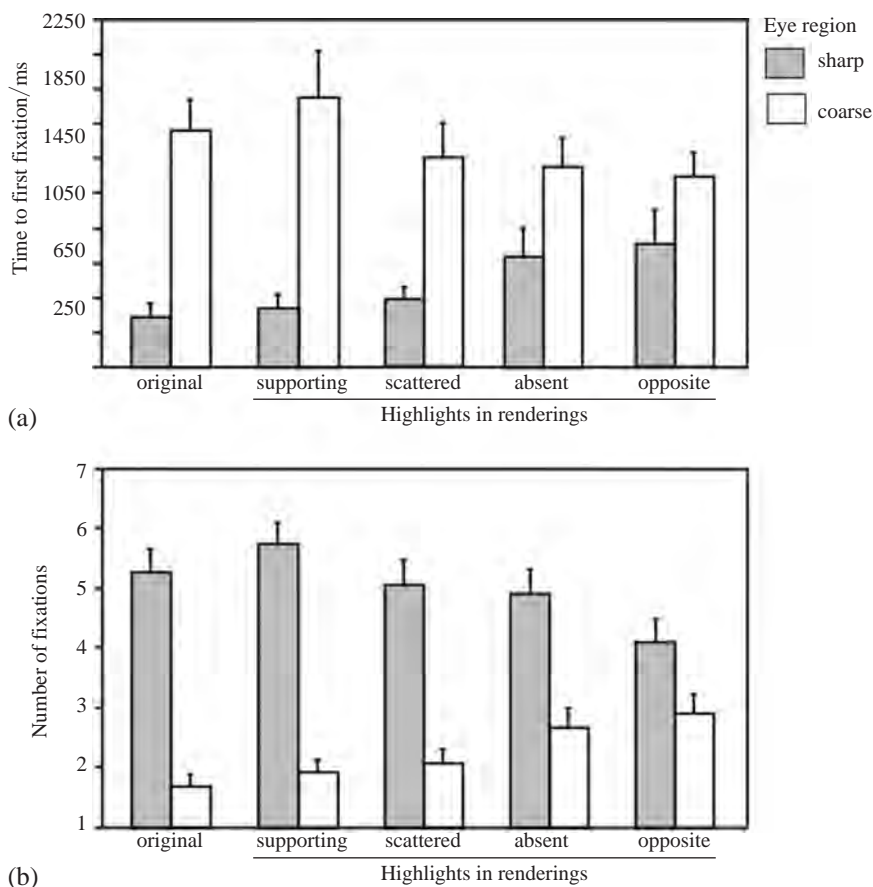 2250
1850
1450
1050
650
250
Time to first fixation/ms
Eye region
sharp
coarse
original supporting scattered absent opposite
Highlights in renderings
(a)
7
6
5
4
3
2
1
Number of fixations
original supporting scattered absent opposite
Highlights in renderings
(b)